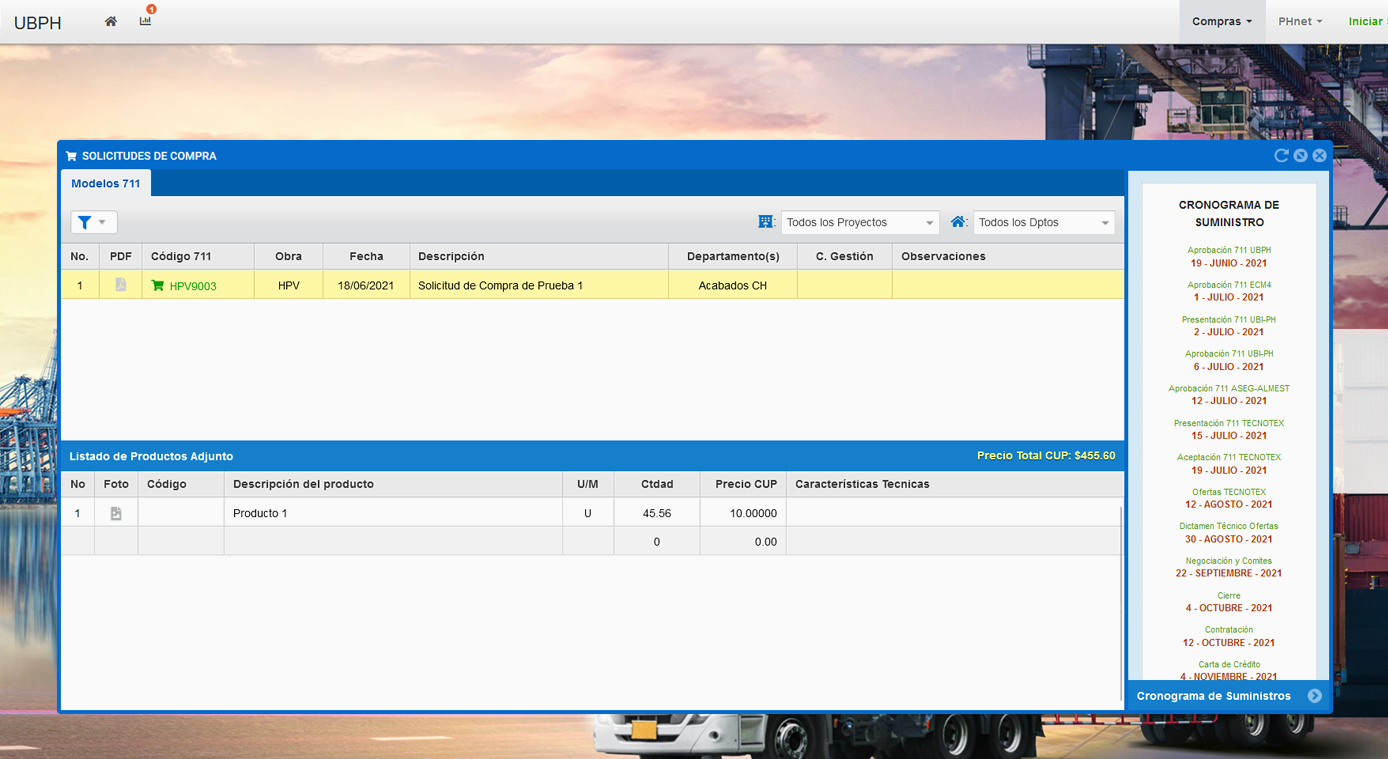 UBPH
1
Compras
PHnet
Iniciar
SOLICITUDES DE COMPRA
Modelos 711
: Todos los Proyectos
: Todos los Dptos
No. PDF Código 711 Obra Fecha Descripción Departamento(s) C. Gestión Observaciones
1 HPV9003 HPV 18/06/2021 Solicitud de Compra de Prueba 1 Acabados CH
Listado de Productos Adjunto Precio Total CUP: $455.60
No Foto Código Descripción del producto U/M Ctdad Precio CUP Características Tecnicas
1 Producto 1 U 45.56 10.00000
0 0.00
CRONOGRAMA DE
SUMINISTRO
Aprobación 711 UBPH
19 - JUNIO - 2021
Aprobación 711 ECM4
1 - JULIO - 2021
Presentación 711 UBI-PH
2 - JULIO - 2021
Aprobación 711 UBI-PH
6 - JULIO - 2021
Aprobación 711 ASEG-ALMEST
12 - JULIO - 2021
Presentación 711 TECNOTEX
15 - JULIO - 2021
Aceptación 711 TECNOTEX
19 - JULIO - 2021
Ofertas TECNOTEX
12 - AGOSTO - 2021
Dictamen Técnico Ofertas
30 - AGOSTO - 2021
Negociación y Comites
22 - SEPTIEMBRE - 2021
Cierre
4 - OCTUBRE - 2021
Contratación
12 - OCTUBRE - 2021
Carta de Crédito
4 - NOVIEMBRE - 2021
Cronograma de Suministros